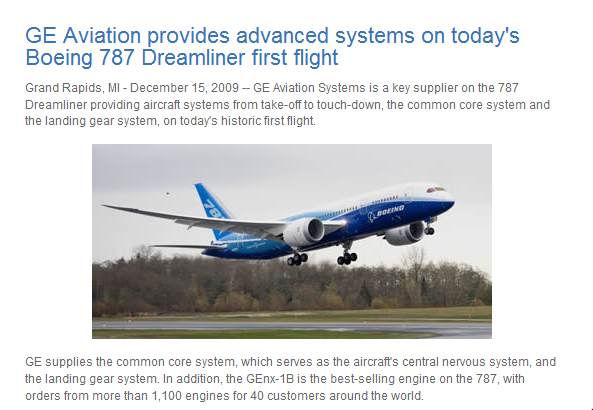 GE Aviation provides advanced systems on today's
Boeing 787 Dreamliner first flight
Grand Rapids, MI - December 15, 2009 -- GE Aviation Systems is a key supplier on the 787
Dreamliner providing aircraft systems from take-off to touch-down, the common core system and
the landing gear system, on today's historic first flight.
787
BOEING
GE supplies the common core system, which serves as the aircraft's central nervous system, and
the landing gear system. In addition, the GEnx-1B is the best-selling engine on the 787, with
orders from more than 1,100 engines for 40 customers around the world.